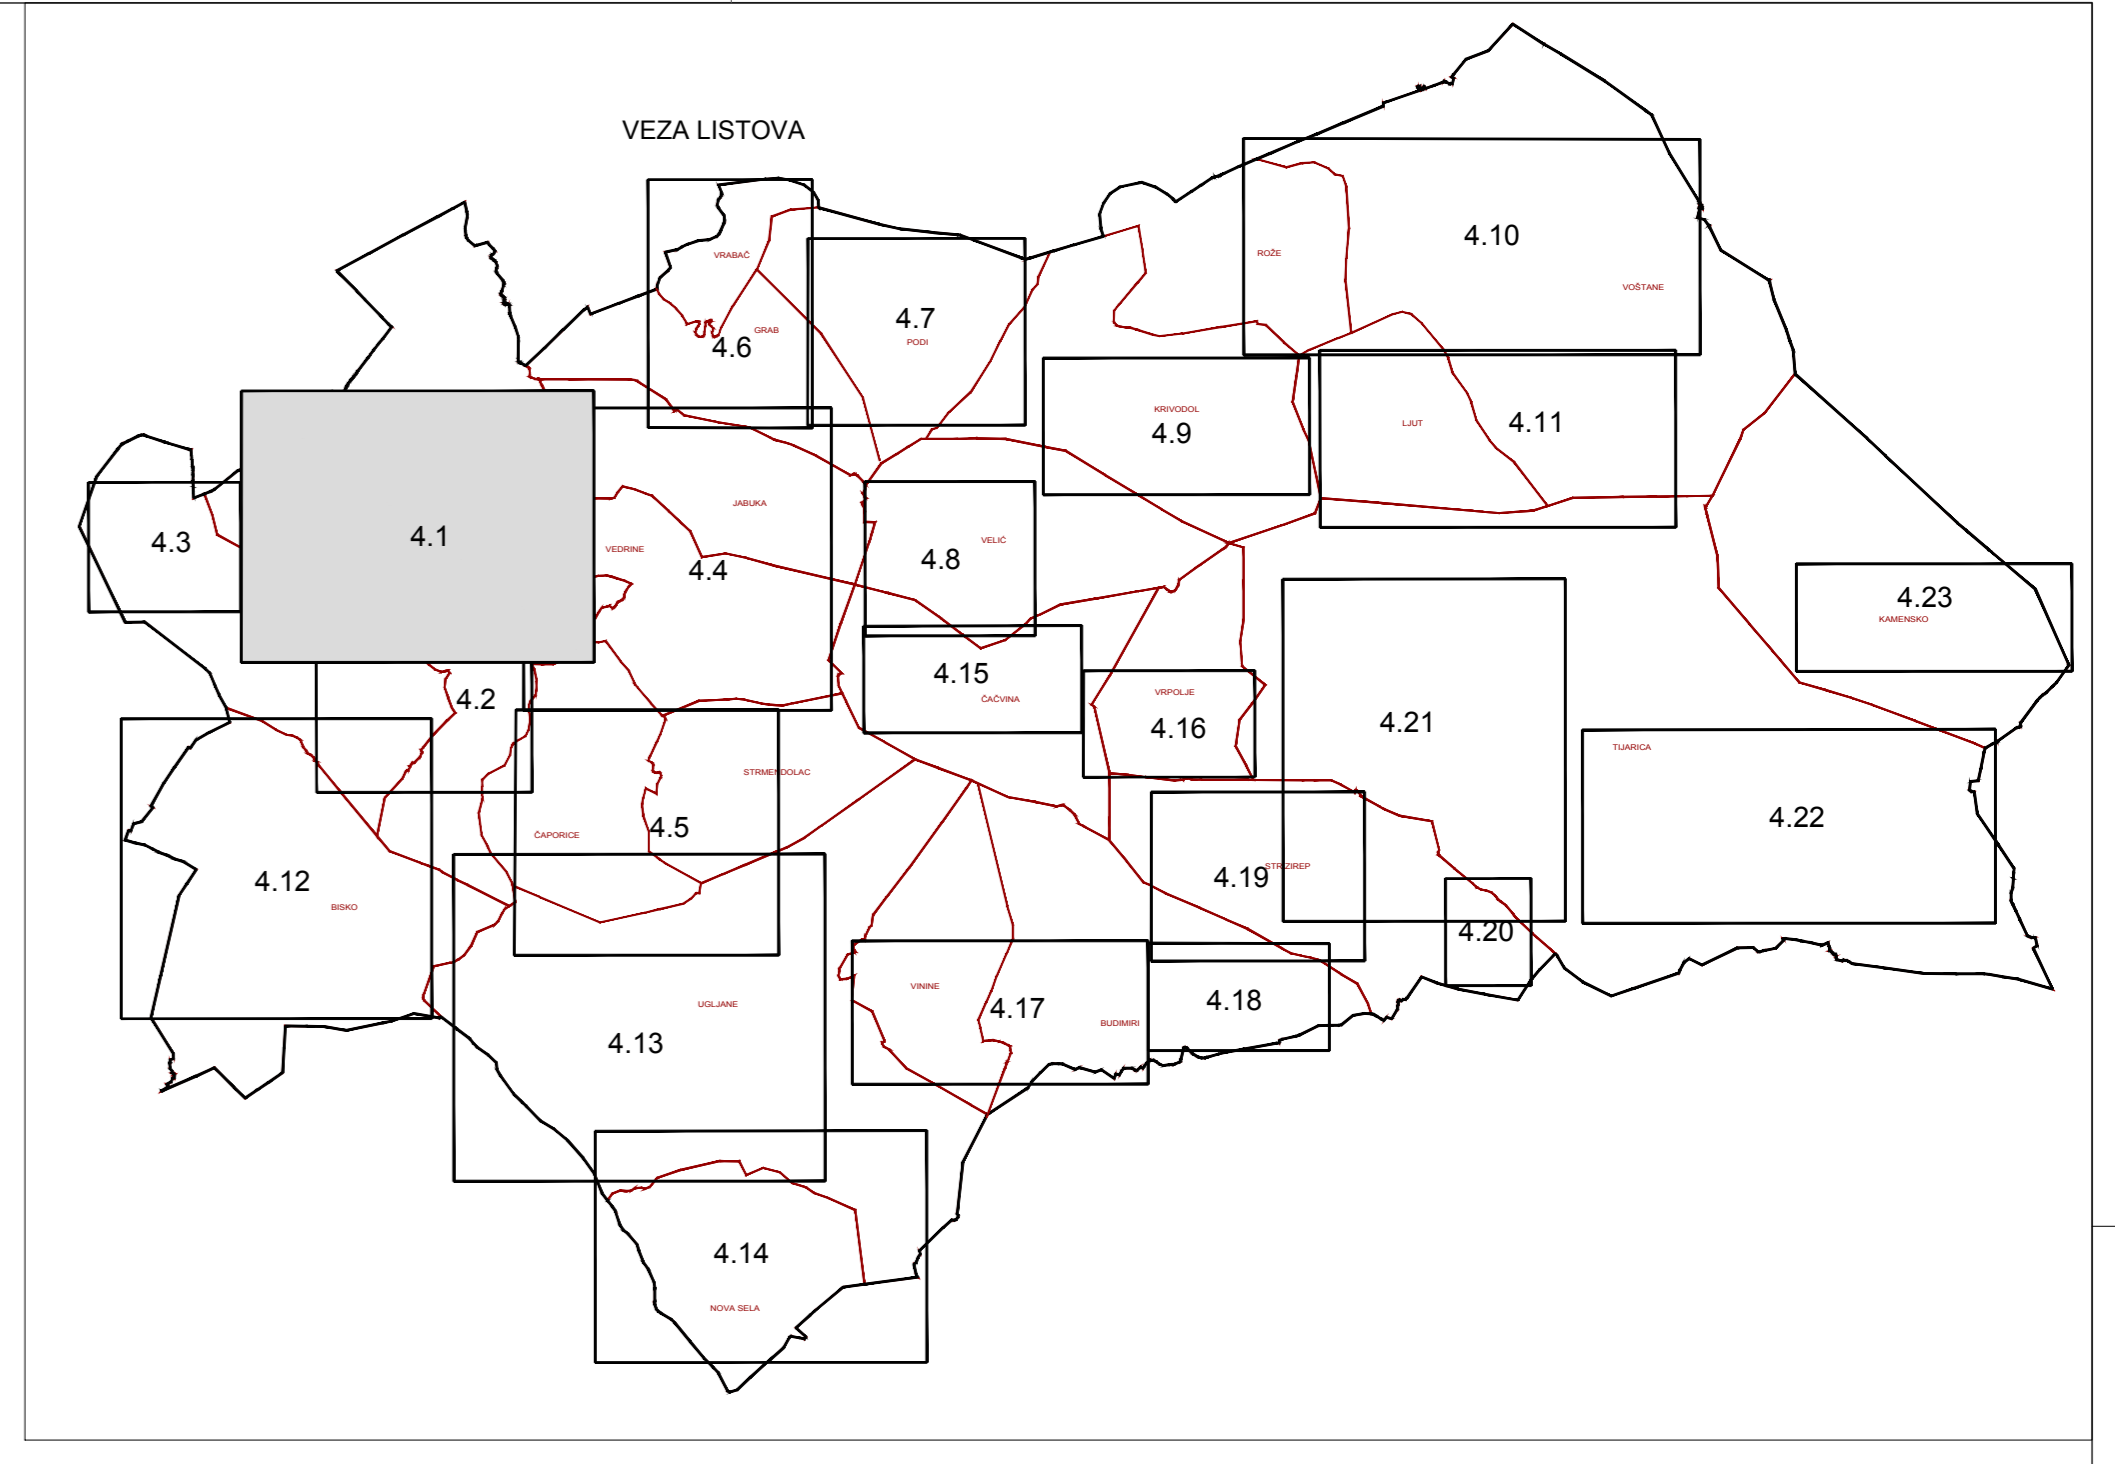 VEZA LISTOVA
4.10
ROŽE
VRABAČ
VOŠTANE
4.7
GRAB
PODI
4.6
KRIVODOL
4.9
LJUT
4.11
JABUKA
4.1
4.3
VEDRINE
4.4
VELIĆ
4.8
4.23
KAMENSKO
4.15
ČAČVINA
4.2
VRPOLJE
4.16
4.21
TIJARICA
STRMENDOLAC
4.22
4.5
ČAPORICE
STRIZIREP
4.19
4.12
BISKO
4.20
VININE
4.18
UGLJANE
4.17
BUDIMIRI
4.13
4.14
NOVA SELA